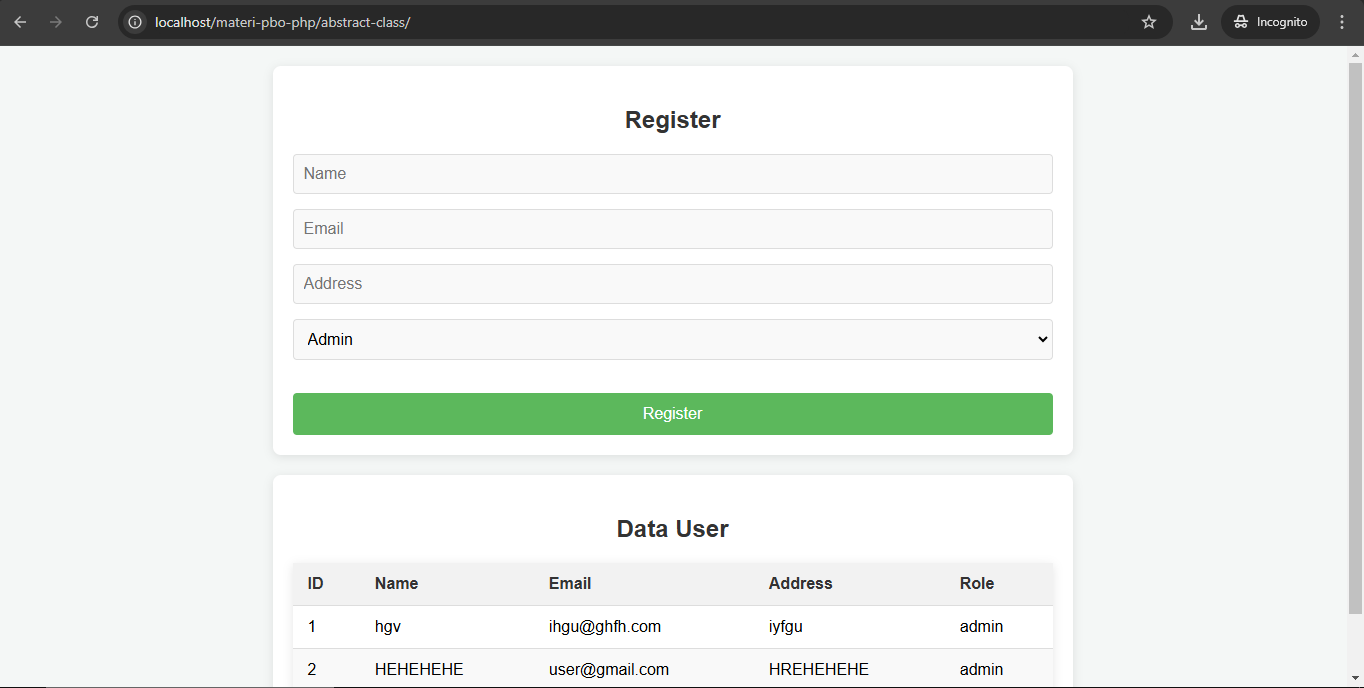 localhost/materi-pbo-php/abstract-class/
Incognito
Register
Name
Email
Address
Admin
Register
Data User
ID Name Email Address Role
1 hgv ihgu@ghfh.com iyfgu admin
2 HEHEHEHE user@gmail.com HREHEHEHE admin